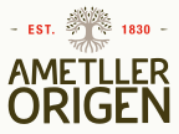 - EST. 1830 -
AMETLLER
ORIGEN